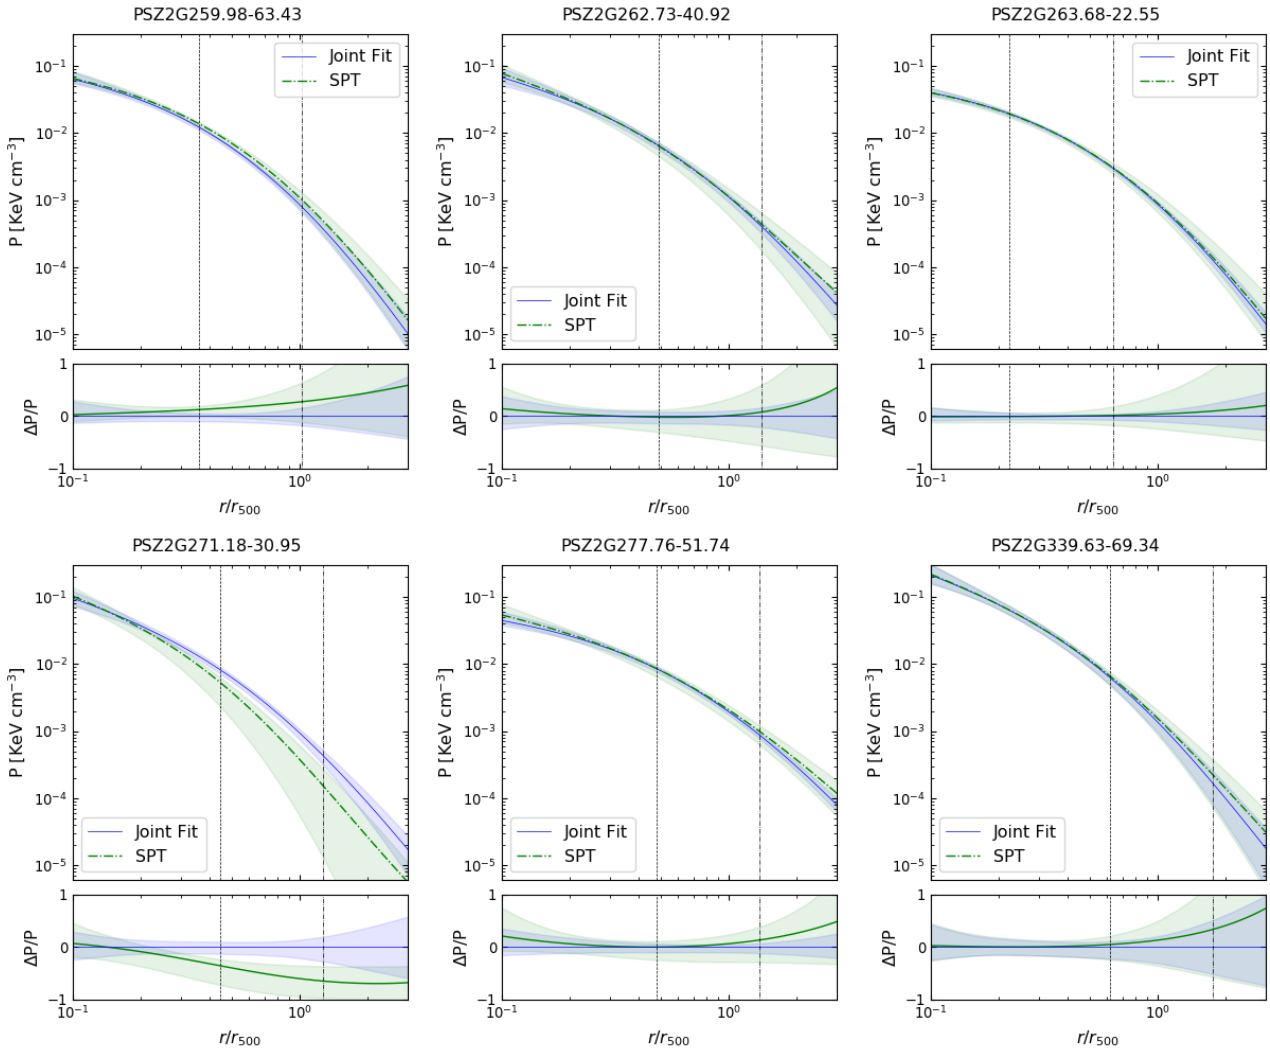 PSZ2G259.98-63.43
PSZ2G262.73-40.92
PSZ2G263.68-22.55
P [KeV cm⁻³]
10⁻¹
10⁻²
10⁻³
10⁻⁴
10⁻⁵
Joint Fit
SPT
P [KeV cm⁻³]
10⁻¹
10⁻²
10⁻³
10⁻⁴
10⁻⁵
Joint Fit
SPT
P [KeV cm⁻³]
10⁻¹
10⁻²
10⁻³
10⁻⁴
10⁻⁵
Joint Fit
SPT
ΔP/P
1
0
−1
10⁻¹
10⁰
r/r₅₀₀
ΔP/P
1
0
−1
10⁻¹
10⁰
r/r₅₀₀
ΔP/P
1
0
−1
10⁻¹
10⁰
r/r₅₀₀
PSZ2G271.18-30.95
PSZ2G277.76-51.74
PSZ2G339.63-69.34
P [KeV cm⁻³]
10⁻¹
10⁻²
10⁻³
10⁻⁴
10⁻⁵
Joint Fit
SPT
P [KeV cm⁻³]
10⁻¹
10⁻²
10⁻³
10⁻⁴
10⁻⁵
Joint Fit
SPT
P [KeV cm⁻³]
10⁻¹
10⁻²
10⁻³
10⁻⁴
10⁻⁵
Joint Fit
SPT
ΔP/P
1
0
−1
10⁻¹
10⁰
r/r₅₀₀
ΔP/P
1
0
−1
10⁻¹
10⁰
r/r₅₀₀
ΔP/P
1
0
−1
10⁻¹
10⁰
r/r₅₀₀